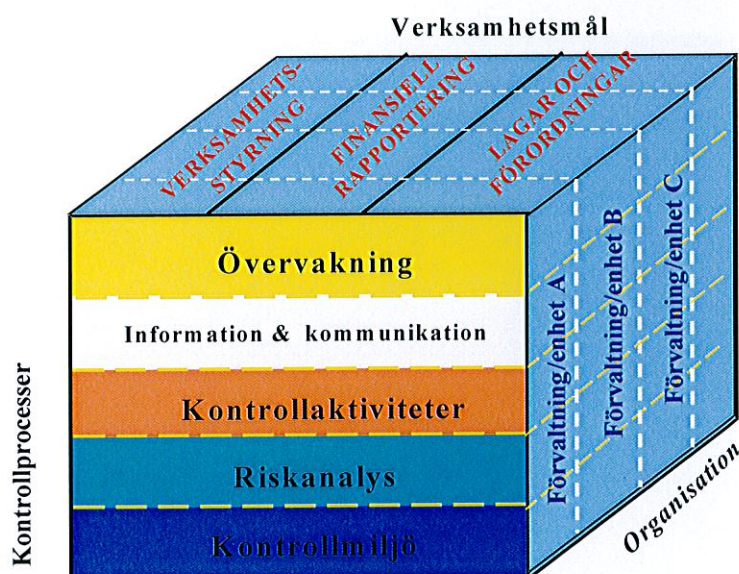 Verksamhetsmål
VERKSAMHETS-
STYRNING
FINANSIELL
RAPPORTERING
LAGAR OCH
FÖRORDNINGAR
Övervakning
Information & kommunikation
Kontrollaktiviteter
Riskanalys
Kontrollmiljö
Förvaltning/enhet A
Förvaltning/enhet B
Förvaltning/enhet C
Kontrollprocesser
Organisation